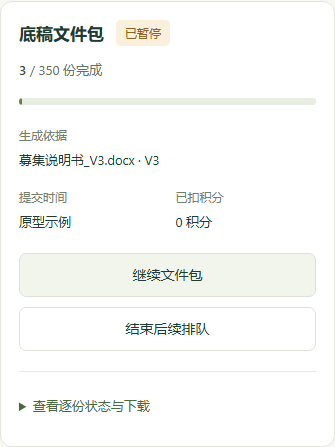 底稿文件包 已暂停
3 / 350 份完成
生成依据
募集说明书_V3.docx · V3
提交时间 已扣积分
原型示例 0 积分
继续文件包
结束后续排队
查看逐份状态与下载